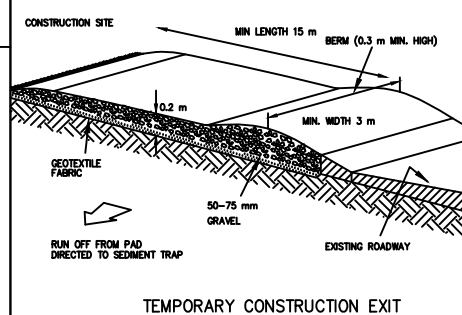 CONSTRUCTION SITE
MIN LENGTH 15 m
BERM (0.3 m MIN. HIGH)
0.2 m
MIN. WIDTH 3 m
GEOTEXTILE
FABRIC
50-75 mm
GRAVEL
RUN OFF FROM PAD
DIRECTED TO SEDIMENT TRAP
EXISTING ROADWAY
TEMPORARY CONSTRUCTION EXIT